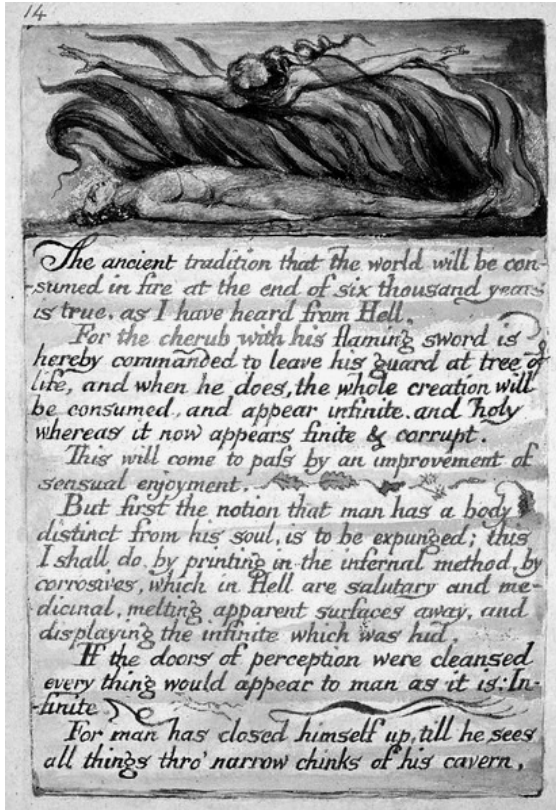 14
The ancient tradition that the world will be con-
-sumed in fire at the end of six thousand years
is true, as I have heard from Hell.
For the cherub with his flaming sword is
hereby commanded to leave his guard at tree of
life, and when he does, the whole creation will
be consumed, and appear infinite. and holy
whereas it now appears finite & corrupt.
This will come to paſs by an improvement of
sensual enjoyment.
But first the notion that man has a body
distinct from his soul, is to be expunged; this
I shall do, by printing in the infernal method, by
corrosives, which in Hell are salutary and me-
dicinal, melting apparent surfaces away, and
displaying the infinite which was hid.
If the doors of perception were cleansed
every thing would appear to man as it is: In-
-finite.
For man has closed himself up, till he sees
all things thro' narrow chinks of his cavern,